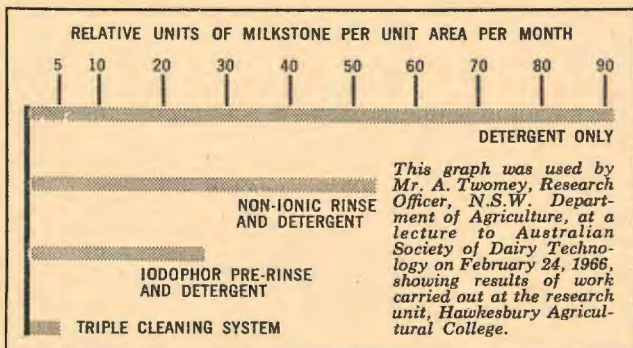 RELATIVE UNITS OF MILKSTONE PER UNIT AREA PER MONTH
5 10 20 30 40 50 60 70 80 90
DETERGENT ONLY
NON-IONIC RINSE
AND DETERGENT
IODOPHOR PRE-RINSE
AND DETERGENT
TRIPLE CLEANING SYSTEM
This graph was used by
Mr. A. Twomey, Research
Officer, N.S.W. Depart-
ment of Agriculture, at a
lecture to Australian
Society of Dairy Techno-
logy on February 24, 1966,
showing results of work
carried out at the research
unit, Hawkesbury Agricul-
tural College.